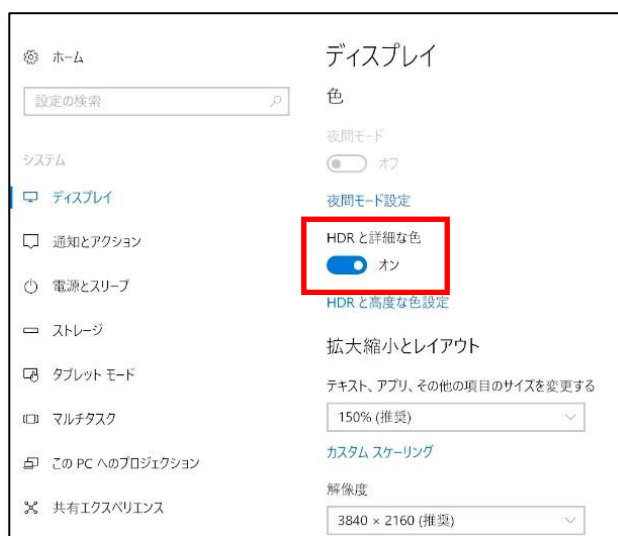 ホーム
設定の検索
システム
ディスプレイ
通知とアクション
電源とスリープ
ストレージ
タブレット モード
マルチタスク
この PC へのプロジェクション
共有エクスペリエンス
ディスプレイ
色
夜間モード
オフ
夜間モード設定
HDR と詳細な色
オン
HDR と高度な色設定
拡大縮小とレイアウト
テキスト、アプリ、その他の項目のサイズを変更する
150% (推奨)
カスタム スケーリング
解像度
3840 × 2160 (推奨)